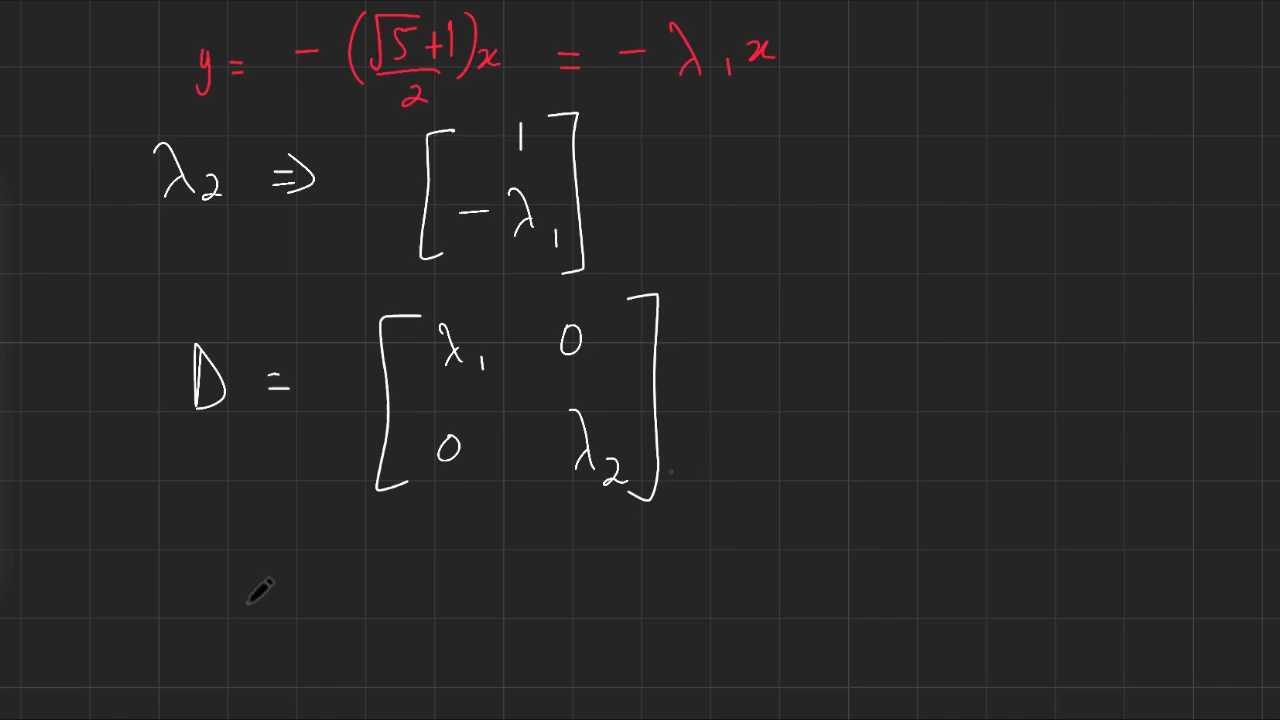 y = - (√5+1)/2 x = - λ₁x
λ₂ ⇒ [1; -λ₁]
D = [λ₁ 0; 0 λ₂]